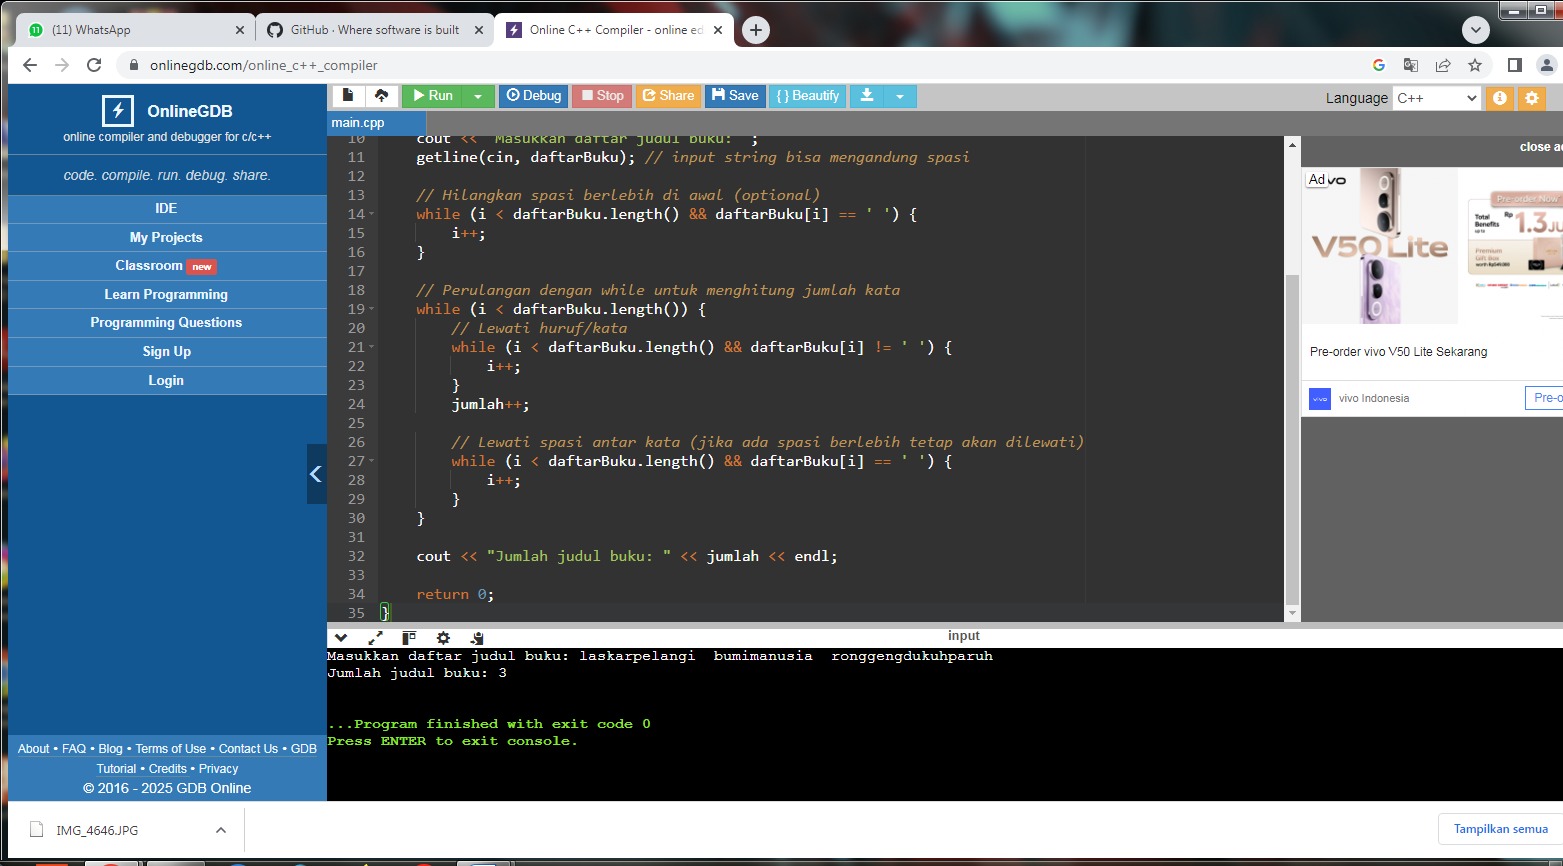 (11) WhatsApp
GitHub · Where software is built
Online C++ Compiler - online ed
onlinegdb.com/online_c++_compiler
OnlineGDB
online compiler and debugger for c/c++
code. compile. run. debug. share.
IDE
My Projects
Classroom new
Learn Programming
Programming Questions
Sign Up
Login
About • FAQ • Blog • Terms of Use • Contact Us • GDB
Tutorial • Credits • Privacy
© 2016 - 2025 GDB Online
Run Debug Stop Share Save { } Beautify
Language C++
main.cpp
10 cout << "Masukkan daftar judul buku: ";
11 getline(cin, daftarBuku); // input string bisa mengandung spasi
12
13 // Hilangkan spasi berlebih di awal (optional)
14 while (i < daftarBuku.length() && daftarBuku[i] == ' ') {
15 i++;
16 }
17
18 // Perulangan dengan while untuk menghitung jumlah kata
19 while (i < daftarBuku.length()) {
20 // Lewati huruf/kata
21 while (i < daftarBuku.length() && daftarBuku[i] != ' ') {
22 i++;
23 }
24 jumlah++;
25
26 // Lewati spasi antar kata (jika ada spasi berlebih tetap akan dilewati)
27 while (i < daftarBuku.length() && daftarBuku[i] == ' ') {
28 i++;
29 }
30 }
31
32 cout << "Jumlah judul buku: " << jumlah << endl;
33
34 return 0;
35 }
input
Masukkan daftar judul buku: laskarpelangi  bumimanusia  ronggengdukuhparuh
Jumlah judul buku: 3
...Program finished with exit code 0
Press ENTER to exit console.
close ad
Ad vo
V50 Lite
Pre-order Now
Total
Benefits
up to
Rp 1.3JU
Premium
Gift Box
Pre-order vivo V50 Lite Sekarang
vivo
vivo Indonesia
Pre-o
IMG_4646.JPG
Tampilkan semua